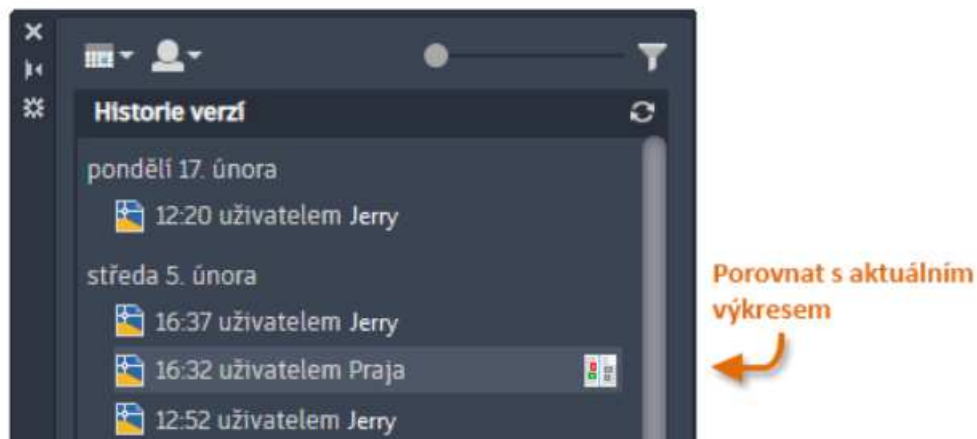 Historie verzí
pondělí 17. února
12:20 uživatelem Jerry
středa 5. února
16:37 uživatelem Jerry
16:32 uživatelem Praja
12:52 uživatelem Jerry
Porovnat s aktuálním
výkresem